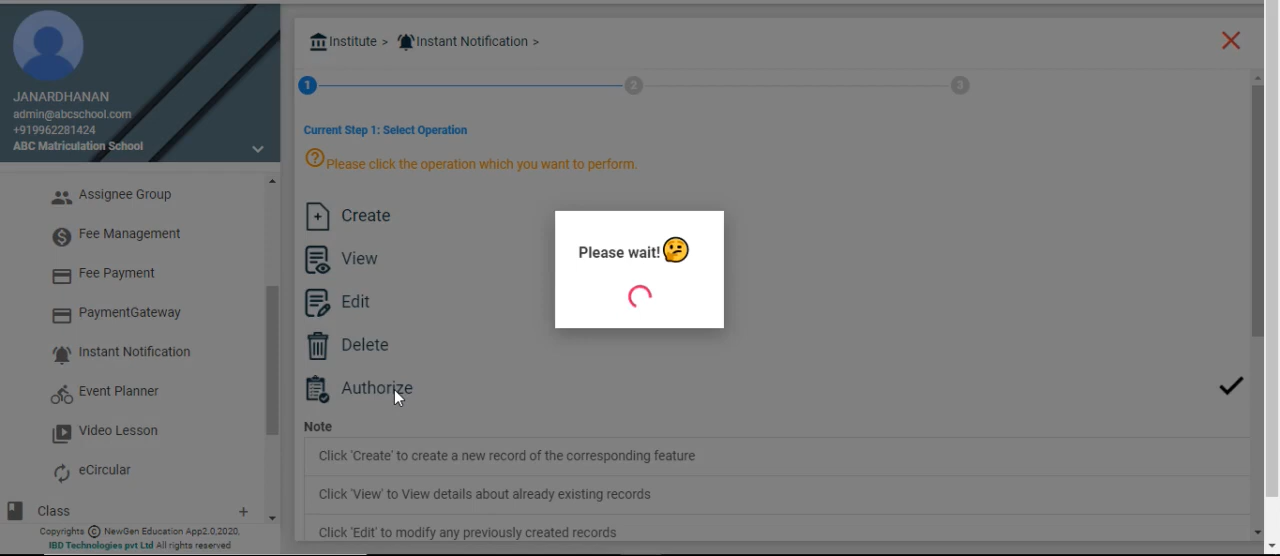 JANARDHANAN
admin@abcschool.com
+919962281424
ABC Matriculation School
Assignee Group
Fee Management
Fee Payment
PaymentGateway
Instant Notification
Event Planner
Video Lesson
eCircular
Class +
Copyrights © NewGen Education App2.0,2020,
IBD Technologies pvt Ltd All rights reserved
Institute > Instant Notification >
1 2 3
Current Step 1: Select Operation
Please click the operation which you want to perform.
Create
View
Edit
Delete
Authorize
Please wait!
Note
Click 'Create' to create a new record of the corresponding feature
Click 'View' to View details about already existing records
Click 'Edit' to modify any previously created records